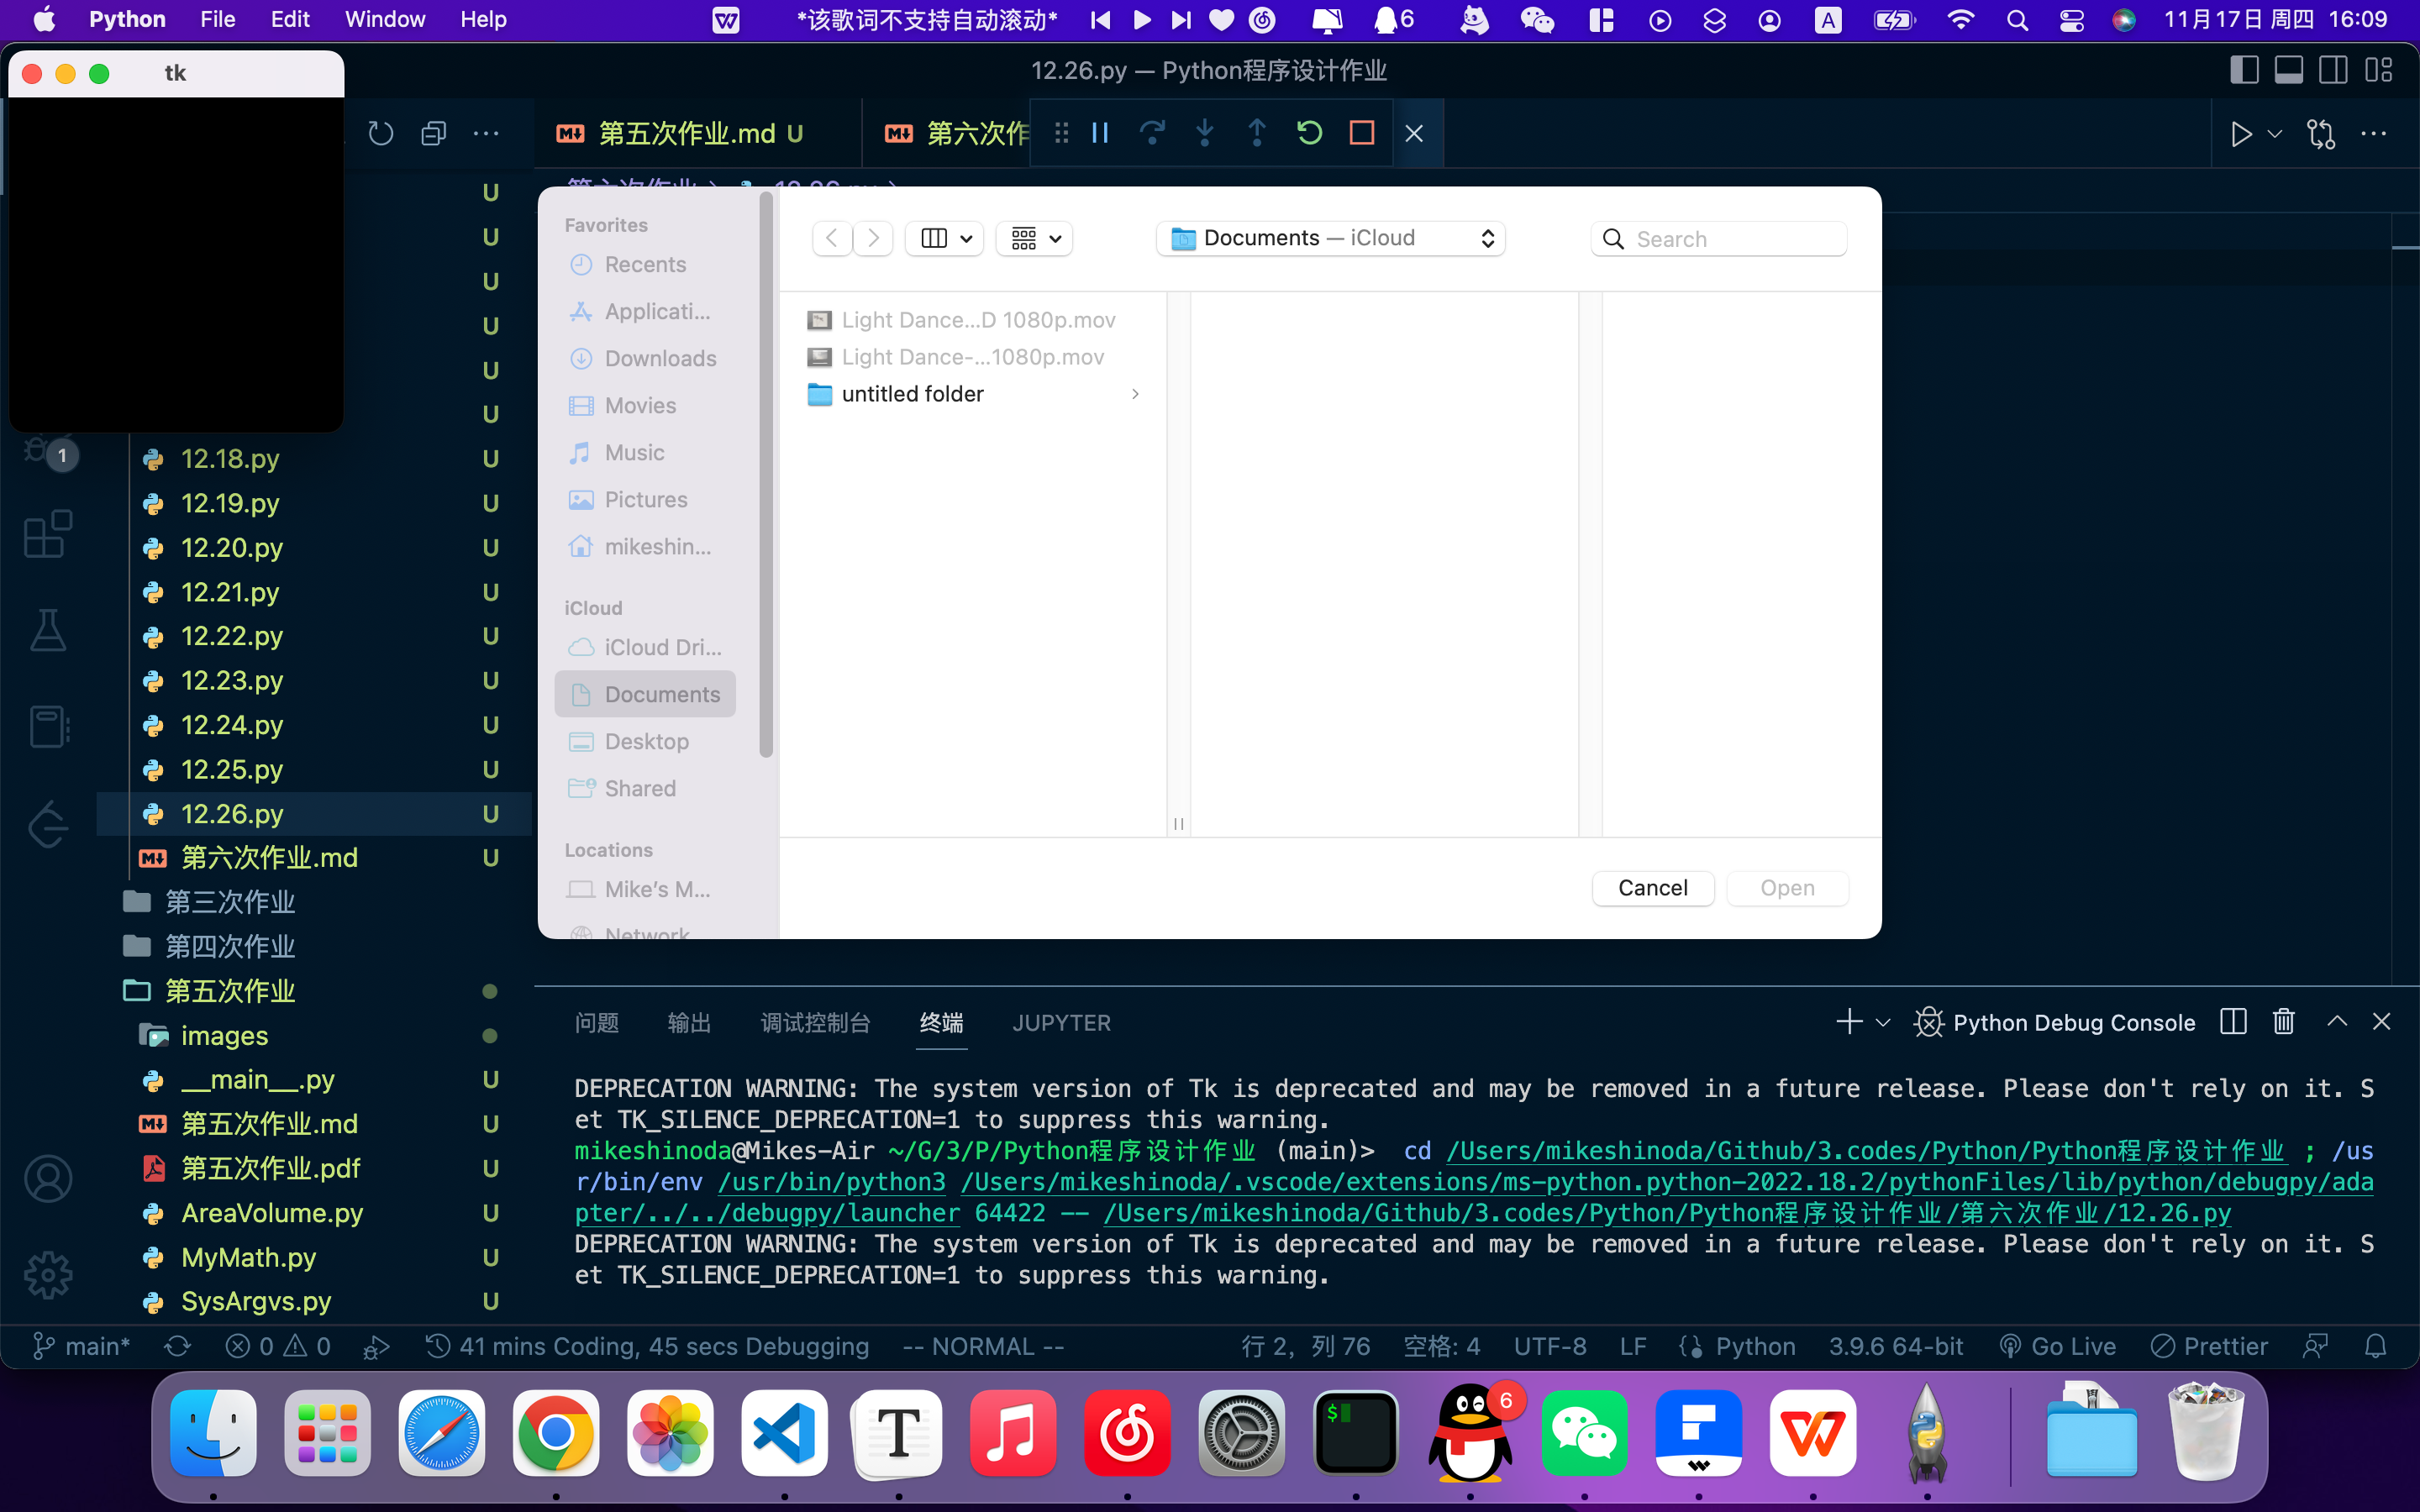 Python File Edit Window Help
*该歌词不支持自动滚动*
6
A
11月17日 周四 16:09
tk
12.26.py — Python程序设计作业
第五次作业.md U
第六次作
U
U
U
U
U
U
1
12.18.py U
12.19.py U
12.20.py U
12.21.py U
12.22.py U
12.23.py U
12.24.py U
12.25.py U
12.26.py U
第六次作业.md U
第三次作业
第四次作业
第五次作业
images
__main__.py U
第五次作业.md U
第五次作业.pdf U
AreaVolume.py U
MyMath.py U
SysArgvs.py U
Favorites
Recents
Applicati...
Downloads
Movies
Music
Pictures
mikeshin...
iCloud
iCloud Dri...
Documents
Desktop
Shared
Locations
Mike's M...
Network
Documents — iCloud
Search
Light Dance...D 1080p.mov
Light Dance-...1080p.mov
untitled folder
Cancel
Open
问题 输出 调试控制台 终端 JUPYTER
Python Debug Console
DEPRECATION WARNING: The system version of Tk is deprecated and may be removed in a future release. Please don't rely on it. S
et TK_SILENCE_DEPRECATION=1 to suppress this warning.
mikeshinoda@Mikes-Air ~/G/3/P/Python程序设计作业 (main)> cd /Users/mikeshinoda/Github/3.codes/Python/Python程序设计作业 ; /us
r/bin/env /usr/bin/python3 /Users/mikeshinoda/.vscode/extensions/ms-python.python-2022.18.2/pythonFiles/lib/python/debugpy/ada
pter/../../debugpy/launcher 64422 -- /Users/mikeshinoda/Github/3.codes/Python/Python程序设计作业/第六次作业/12.26.py
DEPRECATION WARNING: The system version of Tk is deprecated and may be removed in a future release. Please don't rely on it. S
et TK_SILENCE_DEPRECATION=1 to suppress this warning.
main* 0 0 41 mins Coding, 45 secs Debugging -- NORMAL -- 行 2，列 76 空格: 4 UTF-8 LF Python 3.9.6 64-bit Go Live Prettier
T
$
6